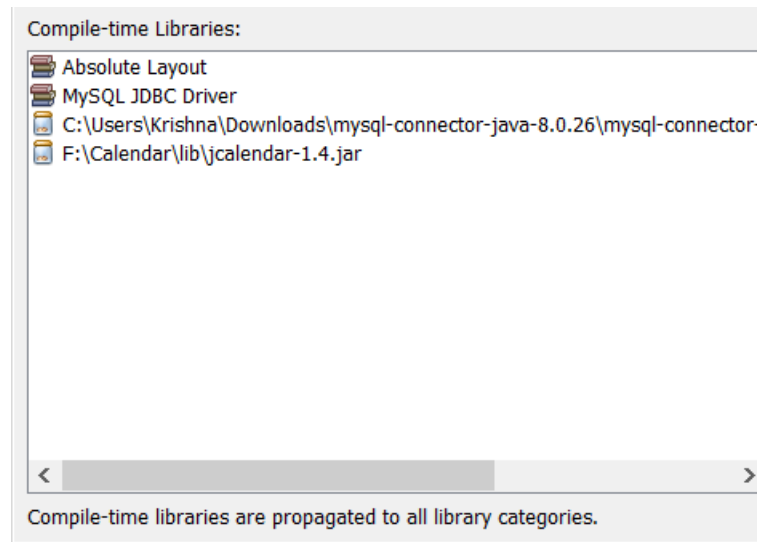 Compile-time Libraries:
Absolute Layout
MySQL JDBC Driver
C:\Users\Krishna\Downloads\mysql-connector-java-8.0.26\mysql-connector-
F:\Calendar\lib\jcalendar-1.4.jar
Compile-time libraries are propagated to all library categories.